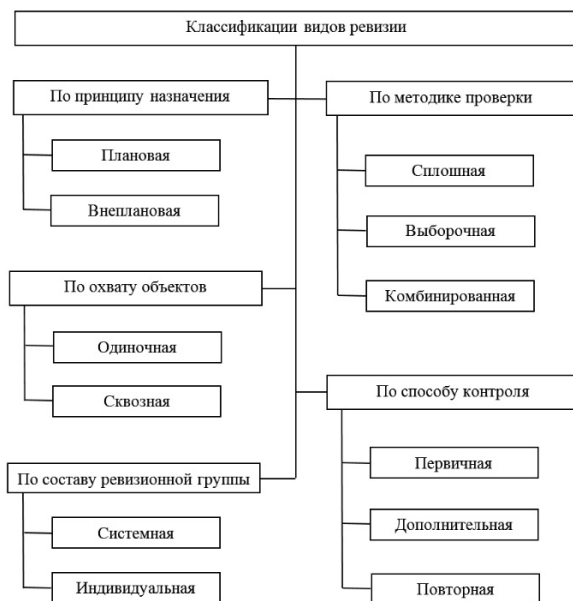 Классификации видов ревизии
По принципу назначения
Плановая
Внеплановая
По охвату объектов
Одиночная
Сквозная
По составу ревизионной группы
Системная
Индивидуальная
По методике проверки
Сплошная
Выборочная
Комбинированная
По способу контроля
Первичная
Дополнительная
Повторная